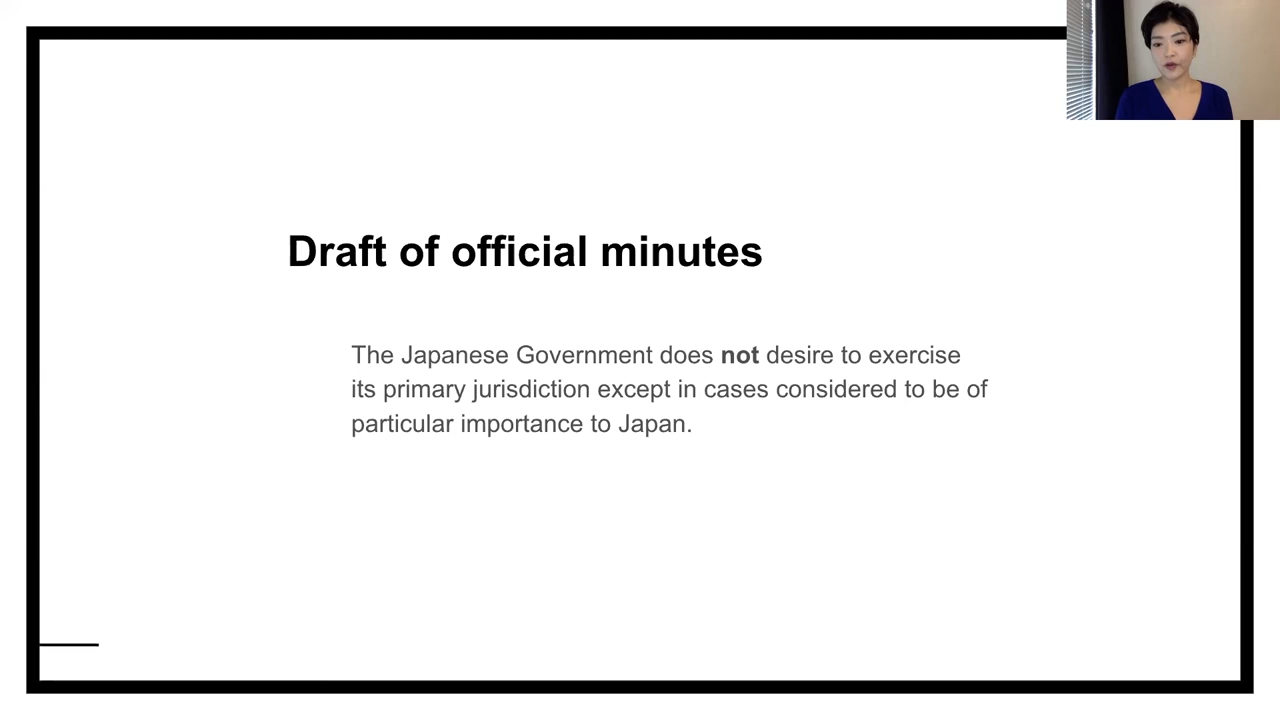 Draft of official minutes
The Japanese Government does not desire to exercise
its primary jurisdiction except in cases considered to be of
particular importance to Japan.